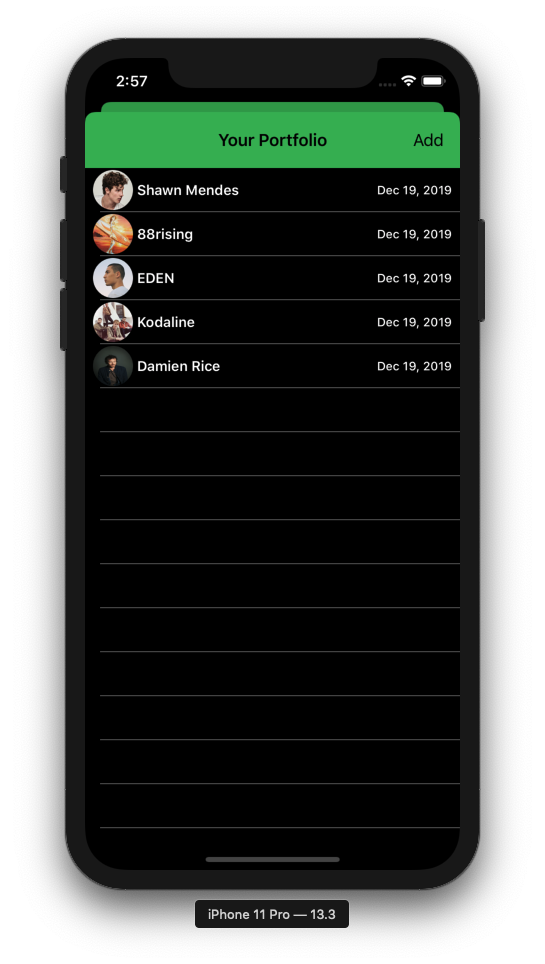 2:57
Your Portfolio Add
Shawn Mendes Dec 19, 2019
88rising Dec 19, 2019
EDEN Dec 19, 2019
Kodaline Dec 19, 2019
Damien Rice Dec 19, 2019
iPhone 11 Pro — 13.3